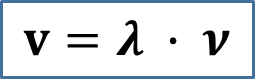 v = λ · ν